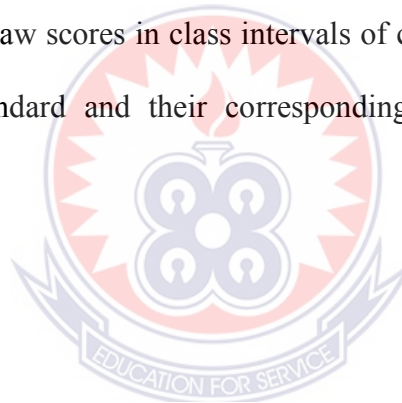 aw scores in class intervals of
ndard and their corresponding
EDUCATION FOR SERVICE